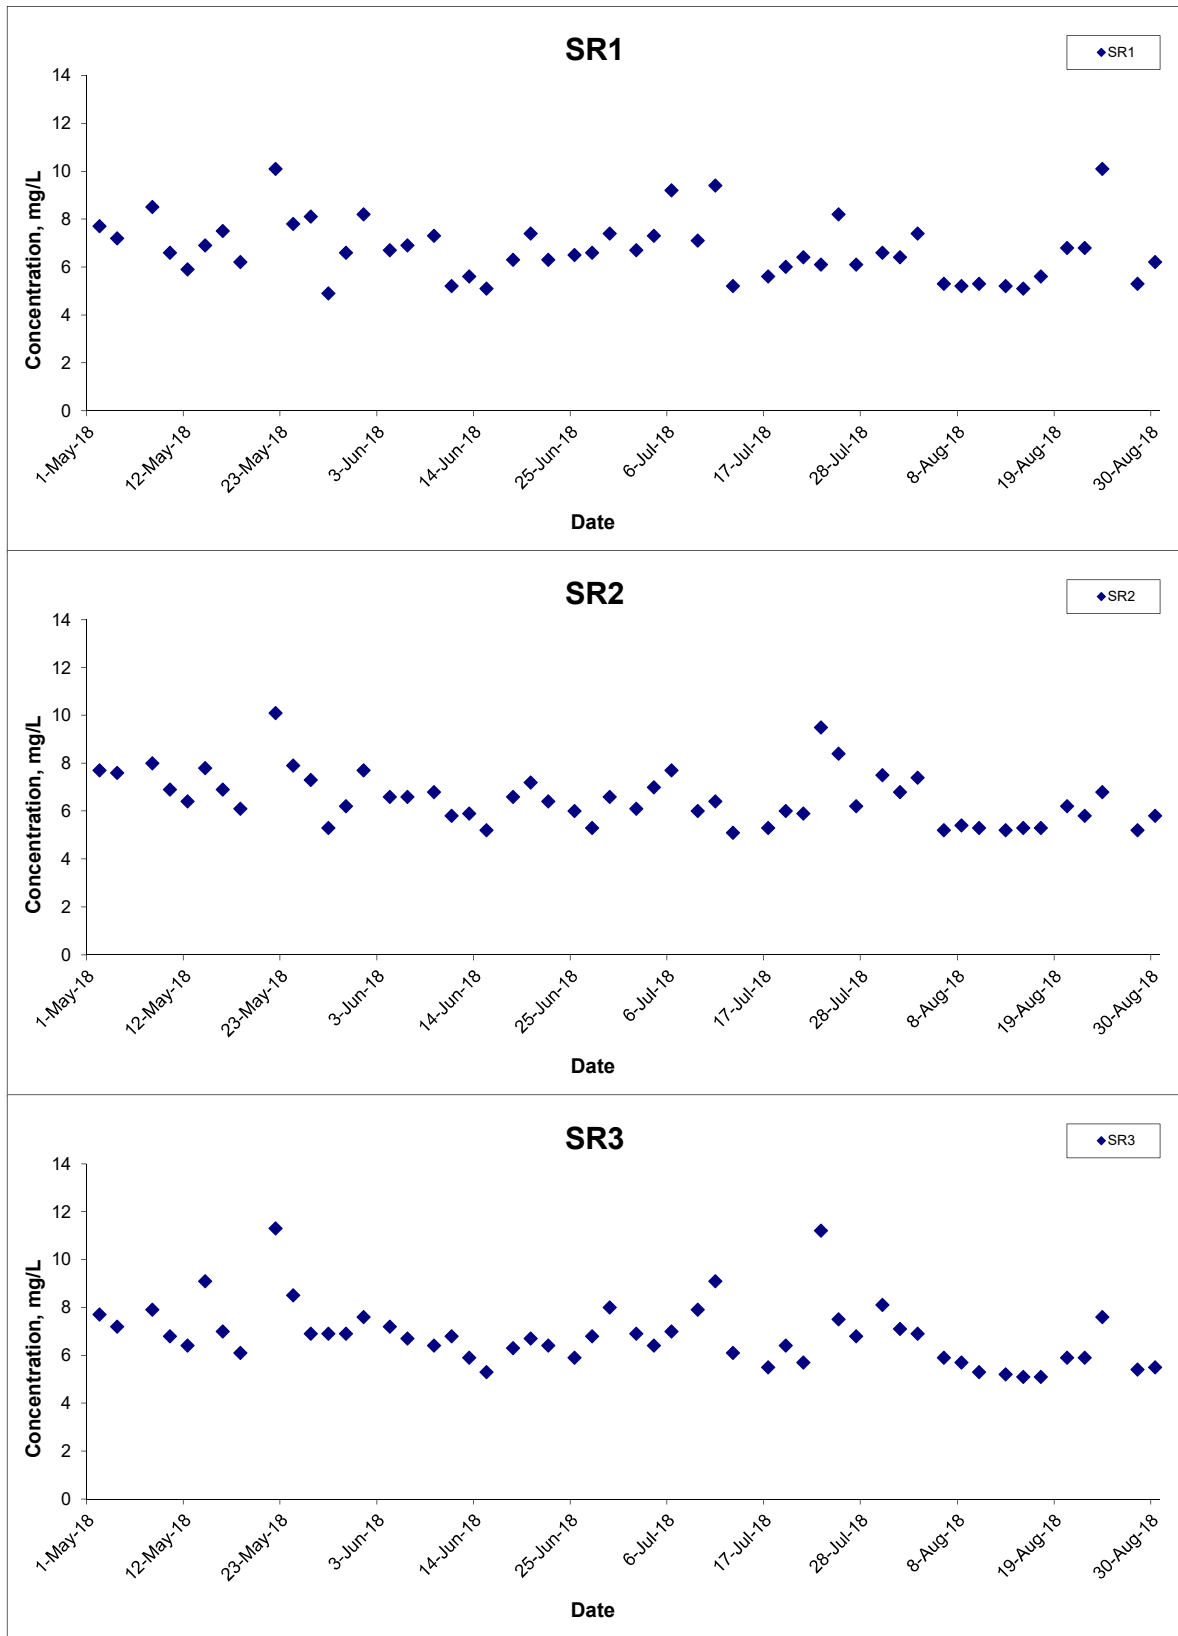 SR1
SR1
14
12
10
8
6
4
2
0
Concentration, mg/L
1-May-18
12-May-18
23-May-18
3-Jun-18
14-Jun-18
25-Jun-18
6-Jul-18
17-Jul-18
28-Jul-18
8-Aug-18
19-Aug-18
30-Aug-18
Date
SR2
SR2
14
12
10
8
6
4
2
0
Concentration, mg/L
1-May-18
12-May-18
23-May-18
3-Jun-18
14-Jun-18
25-Jun-18
6-Jul-18
17-Jul-18
28-Jul-18
8-Aug-18
19-Aug-18
30-Aug-18
Date
SR3
SR3
14
12
10
8
6
4
2
0
Concentration, mg/L
1-May-18
12-May-18
23-May-18
3-Jun-18
14-Jun-18
25-Jun-18
6-Jul-18
17-Jul-18
28-Jul-18
8-Aug-18
19-Aug-18
30-Aug-18
Date